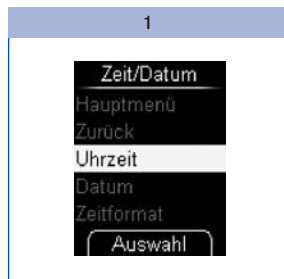 1
Zeit/Datum
Hauptmenü
Zurück
Uhrzeit
Datum
Zeitformat
Auswahl